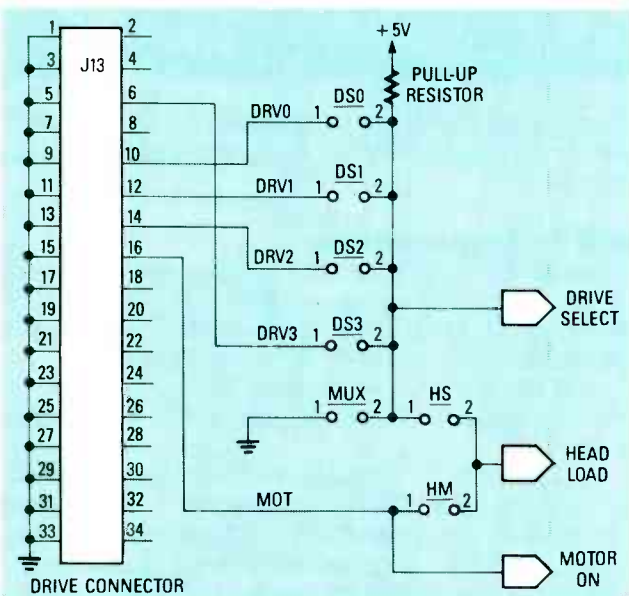 +5V
PULL-UP
RESISTOR
J13
1 2
3 4
5 6
7 8
9 10
11 12
13 14
15 16
17 18
19 20
21 22
23 24
25 26
27 28
29 30
31 32
33 34
DRV0 1 DS0 2
DRV1 1 DS1 2
DRV2 1 DS2 2
DRV3 1 DS3 2
DRIVE
SELECT
1 MUX 2
1 HS 2
HEAD
LOAD
MOT
1 HM 2
MOTOR
ON
DRIVE CONNECTOR